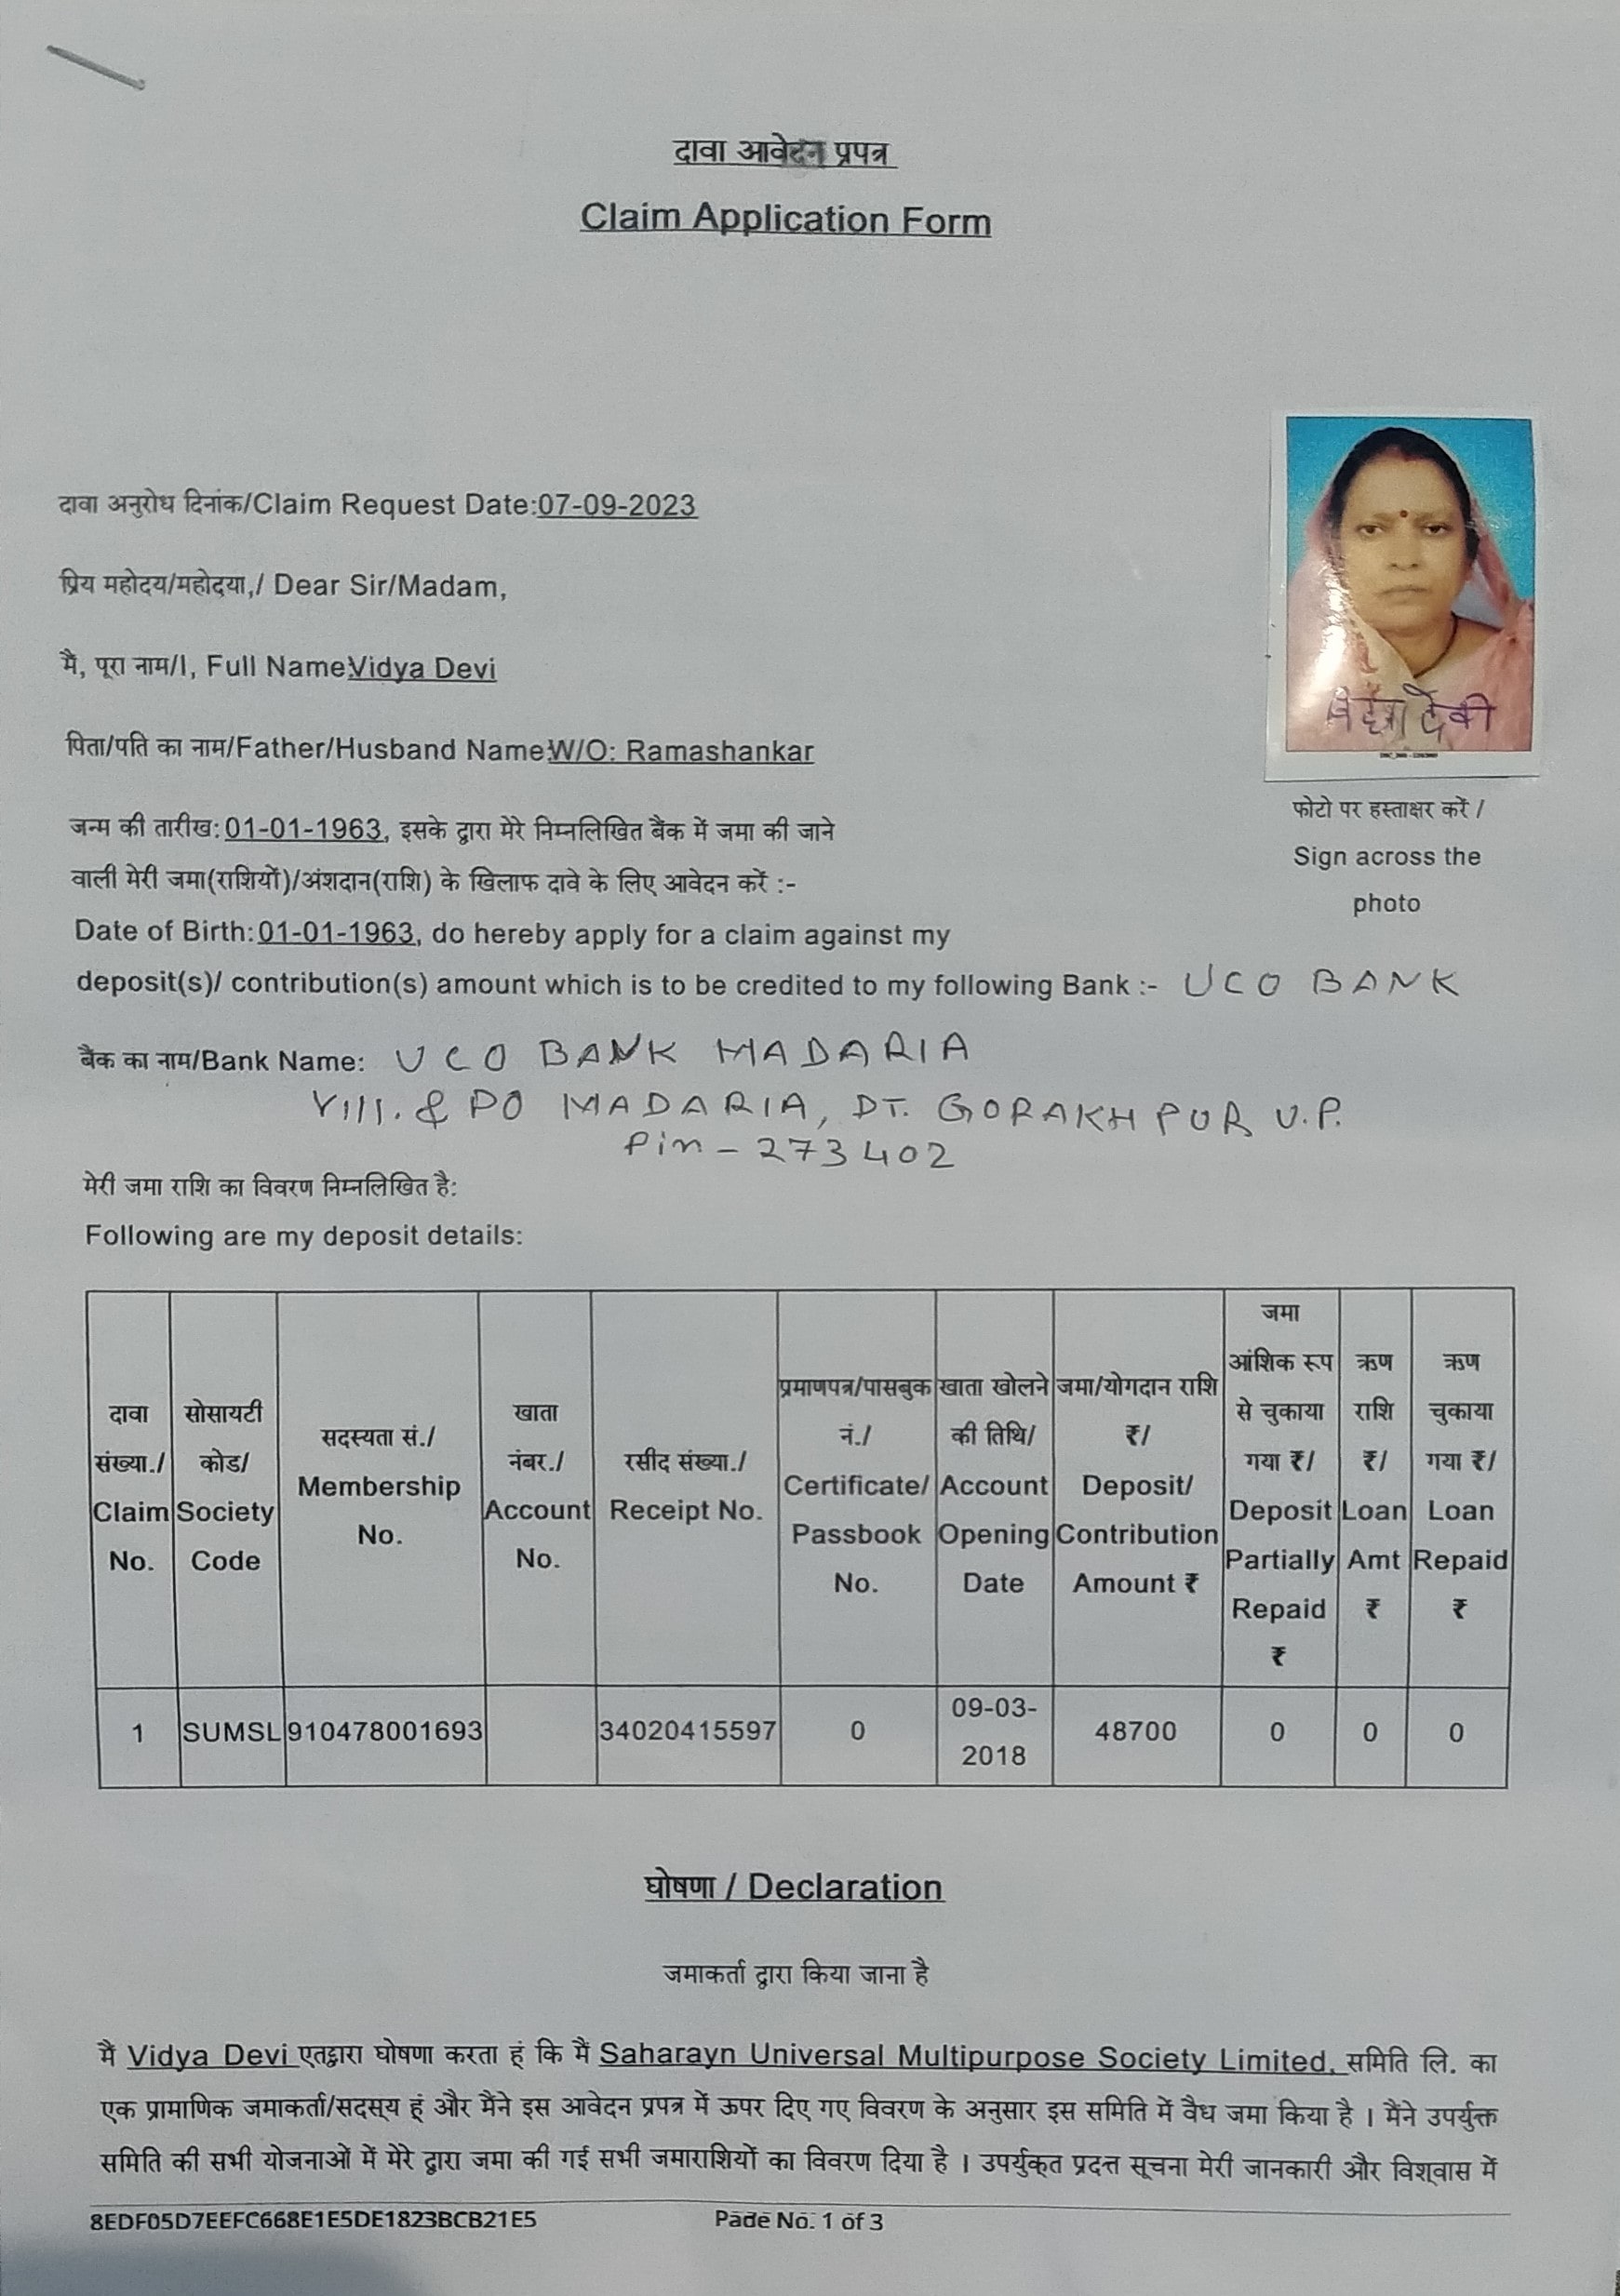 दावा आवेदन प्रपत्र
Claim Application Form
दावा अनुरोध दिनांक/Claim Request Date:07-09-2023
प्रिय महोदय/महोदया,/ Dear Sir/Madam,
मैं, पूरा नाम/I, Full Name:Vidya Devi
पिता/पति का नाम/Father/Husband Name:W/O: Ramashankar
देवी
फोटो पर हस्ताक्षर करें /
Sign across the
photo
जन्म की तारीख: 01-01-1963, इसके द्वारा मेरे निम्नलिखित बैंक में जमा की जाने
वाली मेरी जमा(राशियों)/अंशदान(राशि) के खिलाफ दावे के लिए आवेदन करें :-
Date of Birth:01-01-1963, do hereby apply for a claim against my
deposit(s)/ contribution(s) amount which is to be credited to my following Bank :- UCO BANK
बैंक का नाम/Bank Name: UCO BANK MADARIA
Vill. & PO MADARIA, DT. GORAKHPUR U.P.
Pin - 273402
मेरी जमा राशि का विवरण निम्नलिखित है:
Following are my deposit details:
दावा संख्या./ Claim No. सोसायटी कोड/ Society Code सदस्यता सं./ Membership No. खाता नंबर./ Account No. रसीद संख्या./ Receipt No. प्रमाणपत्र/पासबुक नं./ Certificate/ Passbook No. खाता खोलने की तिथि/ Account Opening Date जमा/योगदान राशि ₹/ Deposit/ Contribution Amount ₹ जमा आंशिक रूप से चुकाया गया ₹/ Deposit Partially Repaid ₹ ऋण राशि ₹/ Loan Amt ₹ ऋण चुकाया गया ₹/ Loan Repaid ₹
1 SUMSL 910478001693 34020415597 0 09-03-2018 48700 0 0 0
घोषणा / Declaration
जमाकर्ता द्वारा किया जाना है
मैं Vidya Devi एतद्वारा घोषणा करता हूं कि मैं Saharayn Universal Multipurpose Society Limited, समिति लि. का
एक प्रामाणिक जमाकर्ता/सदस्य हूं और मैंने इस आवेदन प्रपत्र में ऊपर दिए गए विवरण के अनुसार इस समिति में वैध जमा किया है । मैंने उपर्युक्त
समिति की सभी योजनाओं में मेरे द्वारा जमा की गई सभी जमाराशियों का विवरण दिया है । उपर्युक्त प्रदत्त सूचना मेरी जानकारी और विश्वास में
8EDF05D7EEFC668E1E5DE1823BCB21E5 Page No: 1 of 3